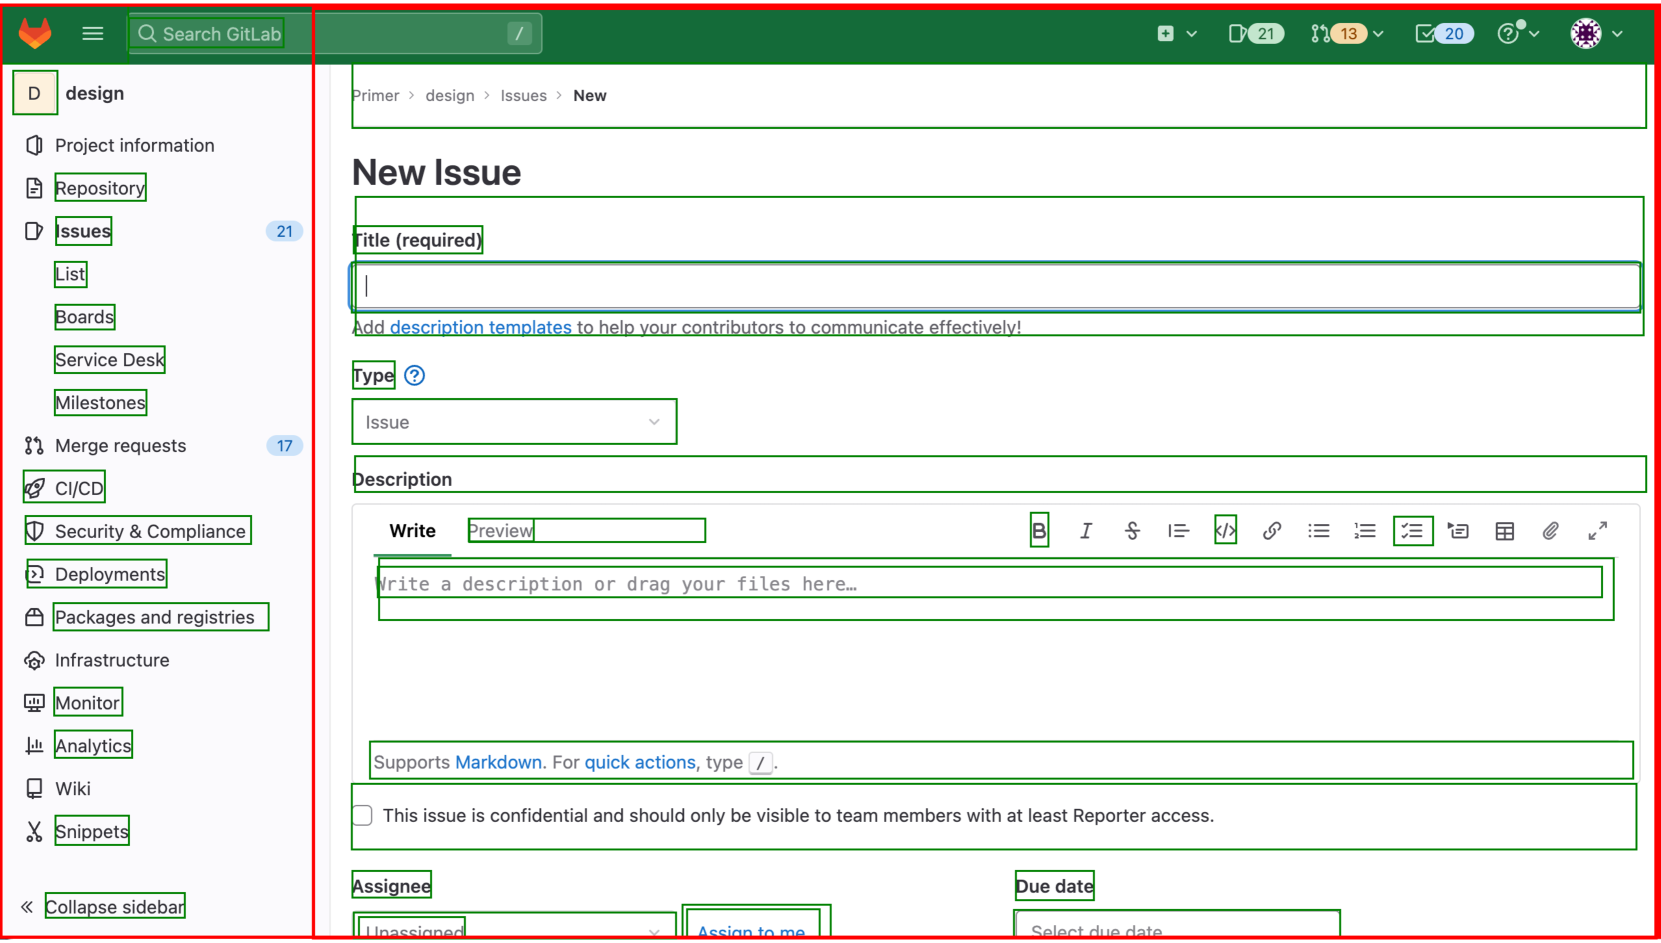 Search GitLab
/
21
13
20
D
design
Project information
Repository
Issues
21
List
Boards
Service Desk
Milestones
Merge requests
17
CI/CD
Security & Compliance
Deployments
Packages and registries
Infrastructure
Monitor
Analytics
Wiki
Snippets
Collapse sidebar
Primer > design > Issues > New
New Issue
Title (required)
Add description templates to help your contributors to communicate effectively!
Type
Issue
Description
Write Preview
Write a description or drag your files here…
Supports Markdown. For quick actions, type /.
This issue is confidential and should only be visible to team members with at least Reporter access.
Assignee
Unassigned
Assign to me
Due date
Select due date